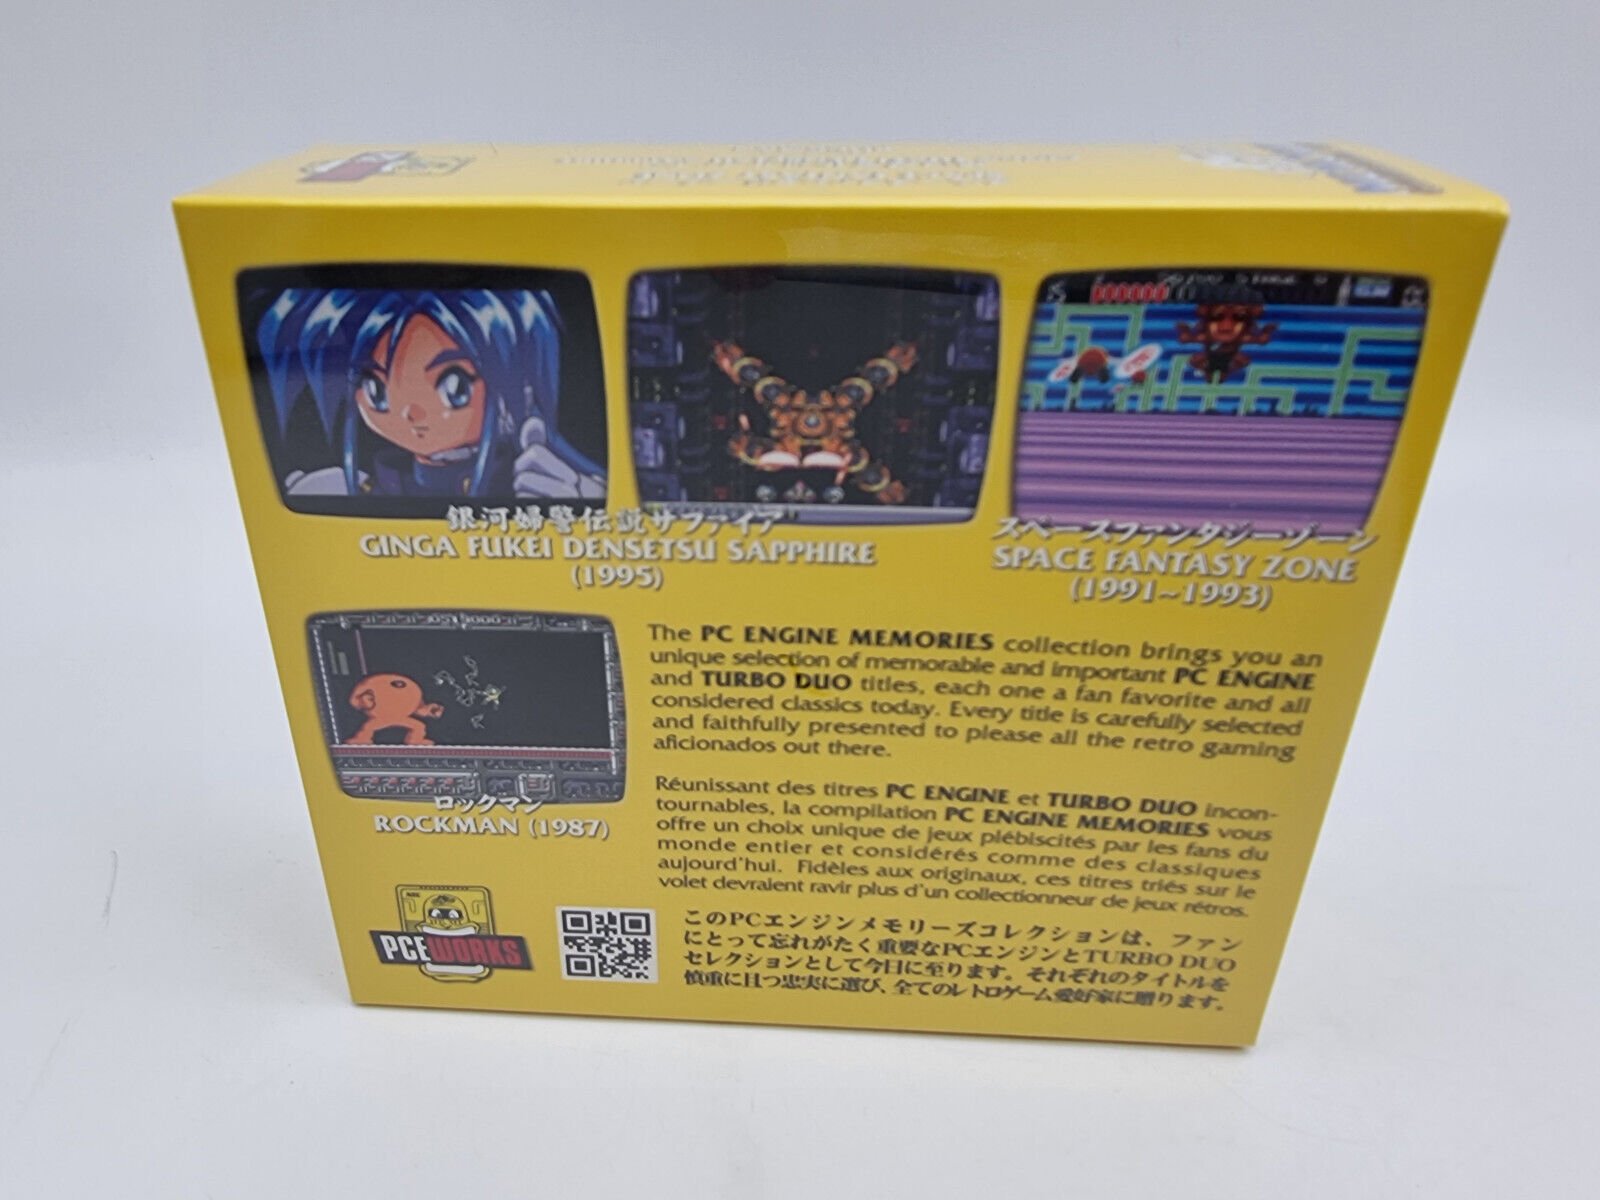 銀河婦警伝説サファイア
GINGA FUKEI DENSETSU SAPPHIRE
(1995)
スペースファンタジーゾーン
SPACE FANTASY ZONE
(1991~1993)
ロックマン
ROCKMAN (1987)
The PC ENGINE MEMORIES collection brings you an
unique selection of memorable and important PC ENGINE
and TURBO DUO titles, each one a fan favorite and all
considered classics today. Every title is carefully selected
and faithfully presented to please all the retro gaming
aficionados out there.
Réunissant des titres PC ENGINE et TURBO DUO incon-
tournables, la compilation PC ENGINE MEMORIES vous
offre un choix unique de jeux plébiscités par les fans du
monde entier et considérés comme des classiques
aujourd'hui. Fidèles aux originaux, ces titres triés sur le
volet devraient ravir plus d'un collectionneur de jeux rétros.
PCEWORKS
このPCエンジンメモリーズコレクションは、ファン
にとって忘れがたく重要なPCエンジンとTURBO DUO
セレクションとして今日に至ります。それぞれのタイトルを
慎重に且つ忠実に選び、全てのレトロゲーム愛好家に贈ります。